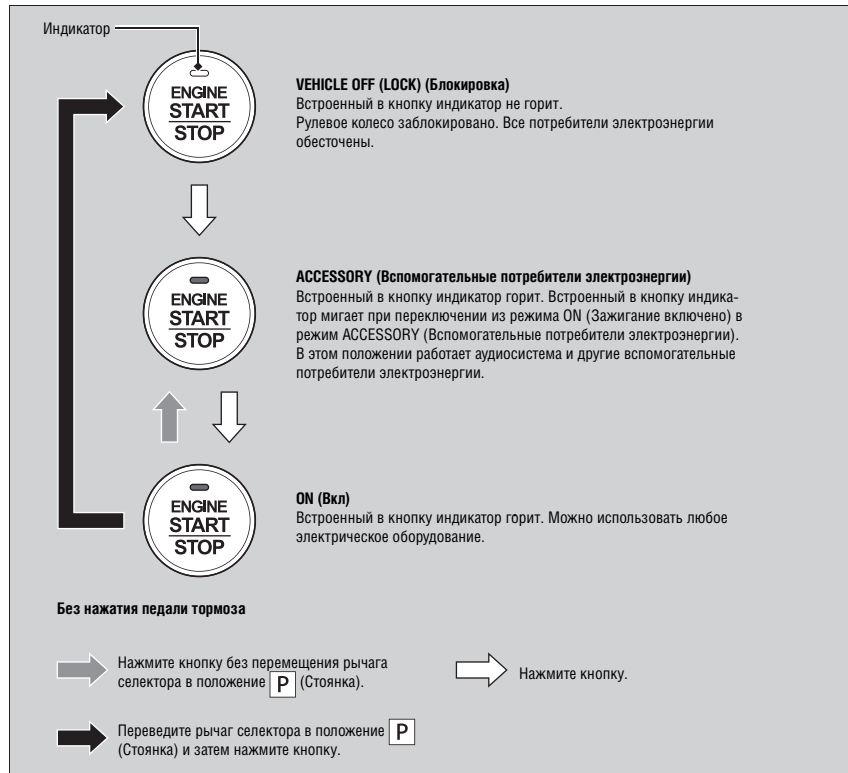 Индикатор
ENGINE
START
STOP
VEHICLE OFF (LOCK) (Блокировка)
Встроенный в кнопку индикатор не горит.
Рулевое колесо заблокировано. Все потребители электроэнергии
обесточены.
ENGINE
START
STOP
ACCESSORY (Вспомогательные потребители электроэнергии)
Встроенный в кнопку индикатор горит. Встроенный в кнопку индика-
тор мигает при переключении из режима ON (Зажигание включено) в
режим ACCESSORY (Вспомогательные потребители электроэнергии).
В этом положении работает аудиосистема и другие вспомогательные
потребители электроэнергии.
ENGINE
START
STOP
ON (Вкл)
Встроенный в кнопку индикатор горит. Можно использовать любое
электрическое оборудование.
Без нажатия педали тормоза
Нажмите кнопку без перемещения рычага
селектора в положение P (Стоянка).
Нажмите кнопку.
Переведите рычаг селектора в положение P
(Стоянка) и затем нажмите кнопку.